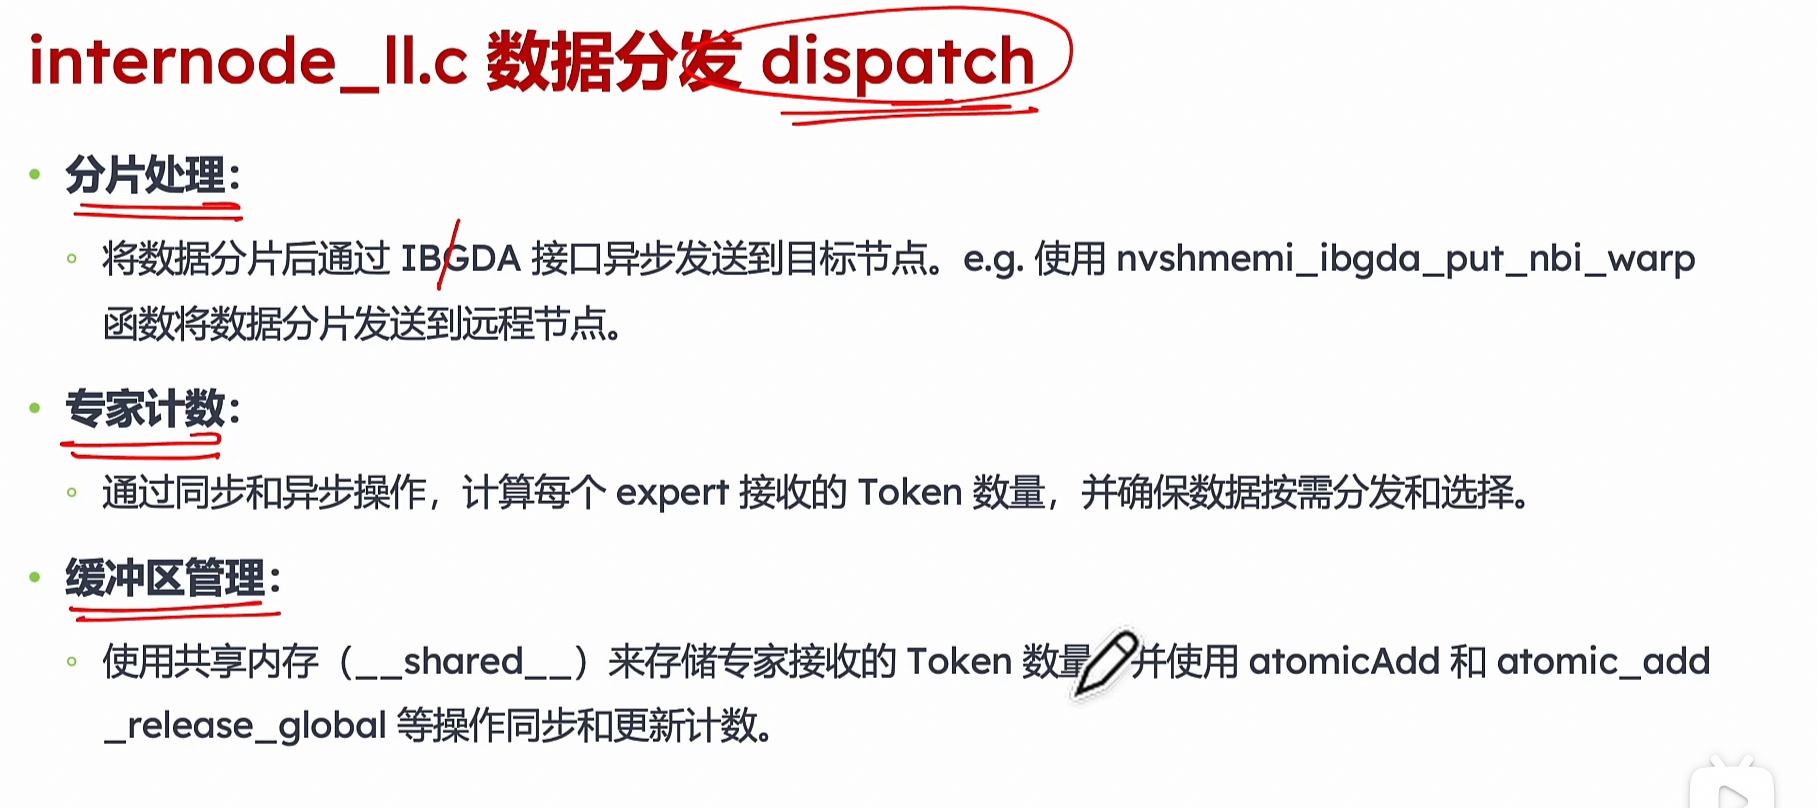 internode_ll.c 数据分发 dispatch
分片处理：
将数据分片后通过 IBGDA 接口异步发送到目标节点。e.g. 使用 nvshmemi_ibgda_put_nbi_warp
函数将数据分片发送到远程节点。
专家计数：
通过同步和异步操作，计算每个 expert 接收的 Token 数量，并确保数据按需分发和选择。
缓冲区管理：
使用共享内存（__shared__）来存储专家接收的 Token 数量 并使用 atomicAdd 和 atomic_add
_release_global 等操作同步和更新计数。